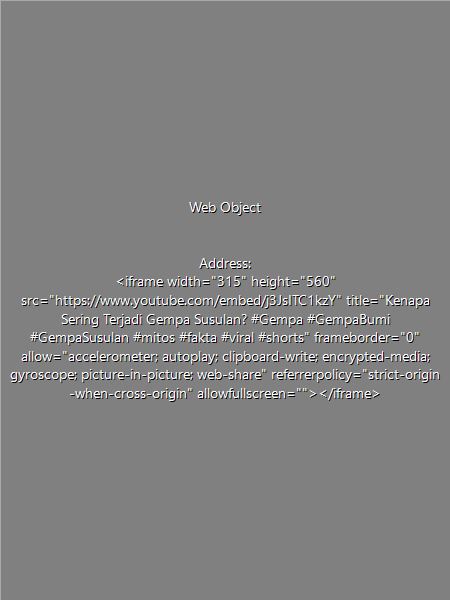 Web Object
Address:
<iframe width="315" height="560"
src="https://www.youtube.com/embed/j3JsITC1kzY" title="Kenapa
Sering Terjadi Gempa Susulan? #Gempa #GempaBumi
#GempaSusulan #mitos #fakta #viral #shorts" frameborder="0"
allow="accelerometer; autoplay; clipboard-write; encrypted-media;
gyroscope; picture-in-picture; web-share" referrerpolicy="strict-origin
-when-cross-origin" allowfullscreen=""></iframe>